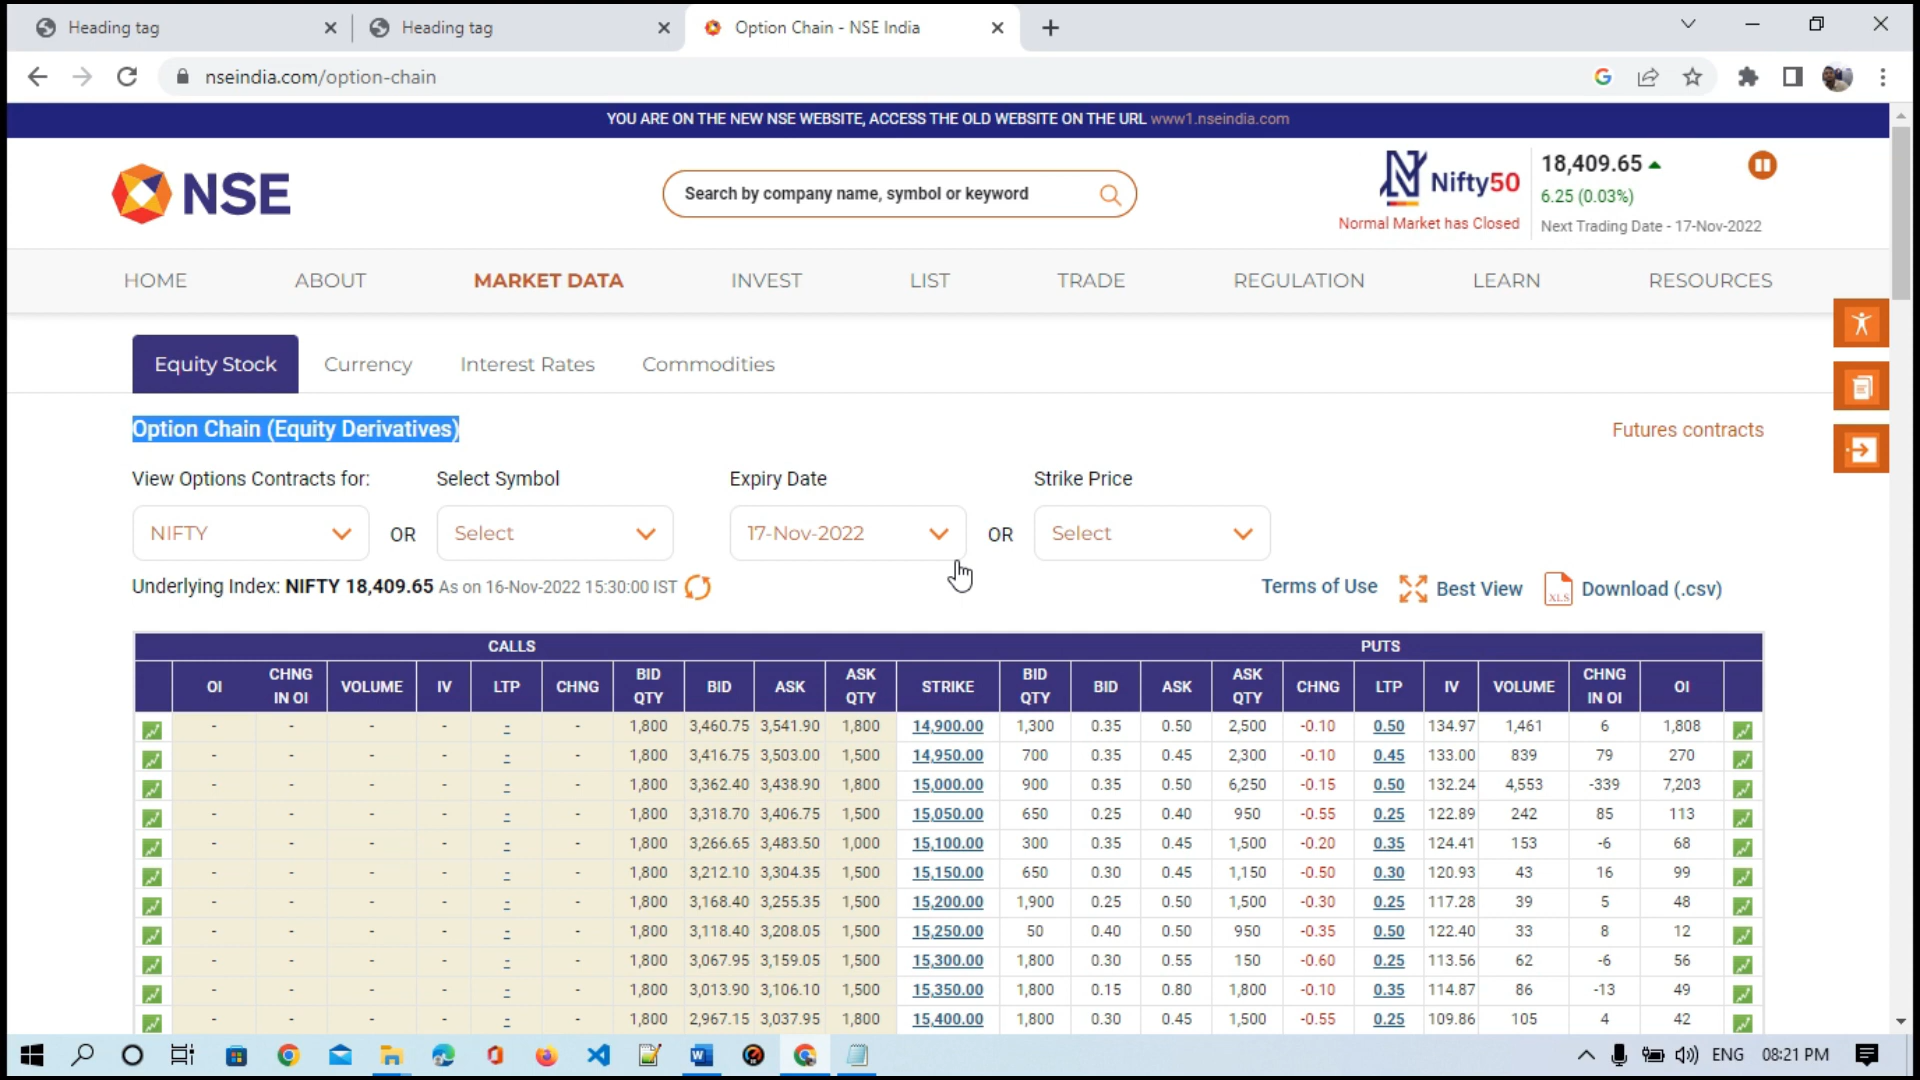 Heading tag
Heading tag
Option Chain - NSE India
nseindia.com/option-chain
YOU ARE ON THE NEW NSE WEBSITE, ACCESS THE OLD WEBSITE ON THE URL www1.nseindia.com
NSE
Search by company name, symbol or keyword
Nifty50
18,409.65
6.25 (0.03%)
Normal Market has Closed
Next Trading Date - 17-Nov-2022
HOME ABOUT MARKET DATA INVEST LIST TRADE REGULATION LEARN RESOURCES
Equity Stock Currency Interest Rates Commodities
Option Chain (Equity Derivatives)
Futures contracts
View Options Contracts for: Select Symbol Expiry Date Strike Price
NIFTY OR Select 17-Nov-2022 OR Select
Underlying Index: NIFTY 18,409.65 As on 16-Nov-2022 15:30:00 IST
Terms of Use Best View XLS Download (.csv)
CALLS PUTS
OI CHNG IN OI VOLUME IV LTP CHNG BID QTY BID ASK ASK QTY STRIKE BID QTY BID ASK ASK QTY CHNG LTP IV VOLUME CHNG IN OI OI
- - - - - - 1,800 3,460.75 3,541.90 1,800 14,900.00 1,300 0.35 0.50 2,500 -0.10 0.50 134.97 1,461 6 1,808
- - - - - - 1,800 3,416.75 3,503.00 1,500 14,950.00 700 0.35 0.45 2,300 -0.10 0.45 133.00 839 79 270
- - - - - - 1,800 3,362.40 3,438.90 1,800 15,000.00 900 0.35 0.50 6,250 -0.15 0.50 132.24 4,553 -339 7,203
- - - - - - 1,800 3,318.70 3,406.75 1,500 15,050.00 650 0.25 0.40 950 -0.55 0.25 122.89 242 85 113
- - - - - - 1,800 3,266.65 3,483.50 1,000 15,100.00 300 0.35 0.45 1,500 -0.20 0.35 124.41 153 -6 68
- - - - - - 1,800 3,212.10 3,304.35 1,500 15,150.00 650 0.30 0.45 1,150 -0.50 0.30 120.93 43 16 99
- - - - - - 1,800 3,168.40 3,255.35 1,500 15,200.00 1,900 0.25 0.50 1,500 -0.30 0.25 117.28 39 5 48
- - - - - - 1,800 3,118.40 3,208.05 1,500 15,250.00 50 0.40 0.50 950 -0.35 0.50 122.40 33 8 12
- - - - - - 1,800 3,067.95 3,159.05 1,500 15,300.00 1,800 0.30 0.55 150 -0.60 0.25 113.56 62 -6 56
- - - - - - 1,800 3,013.90 3,106.10 1,500 15,350.00 1,800 0.15 0.80 1,800 -0.10 0.35 114.87 86 -13 49
- - - - - - 1,800 2,967.15 3,037.95 1,800 15,400.00 1,800 0.30 0.45 1,500 -0.55 0.25 109.86 105 4 42
ENG 08:21 PM